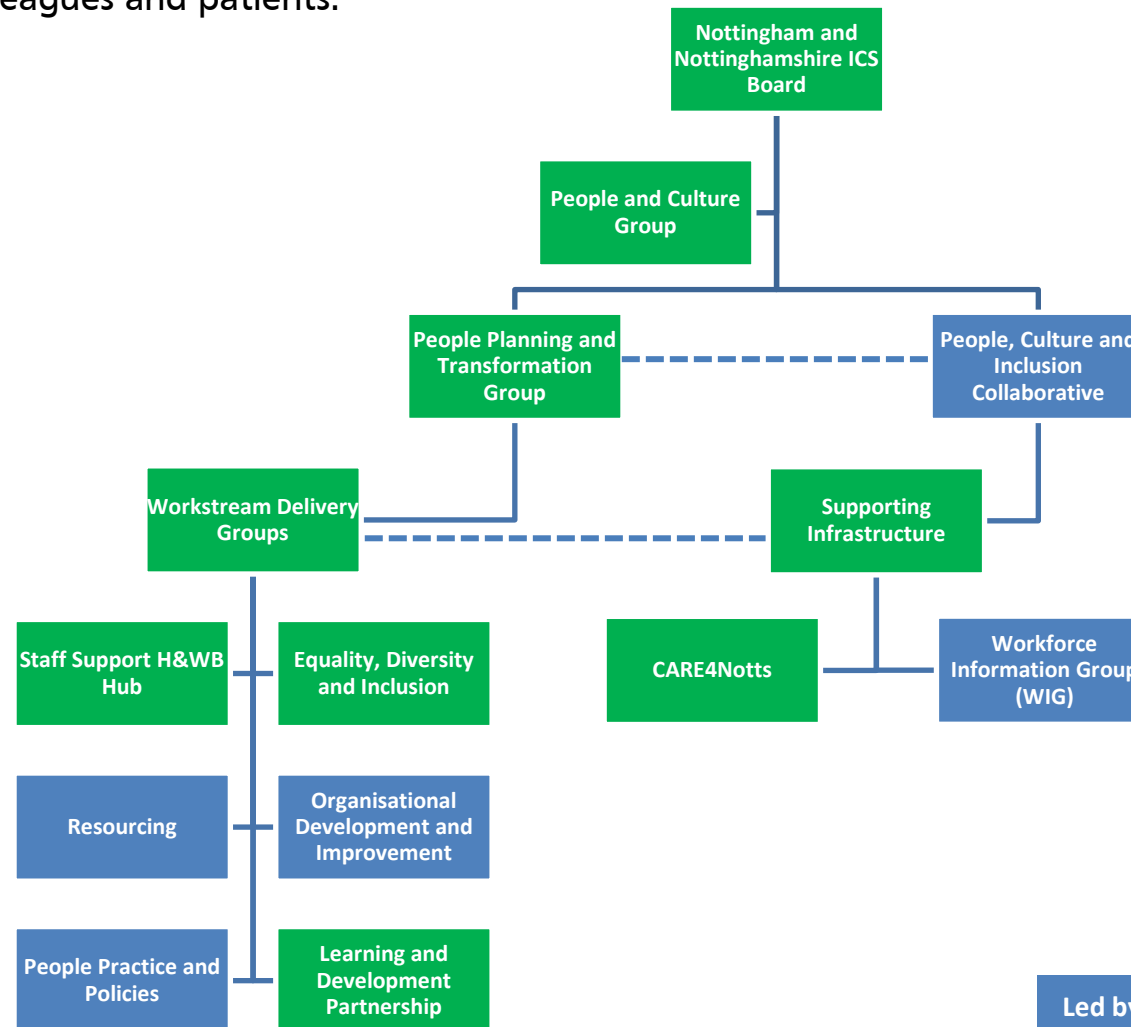 eagues and patients.
Nottingham and
Nottinghamshire ICS
Board
People and Culture
Group
People Planning and
Transformation
Group
People, Culture and
Inclusion
Collaborative
Workstream Delivery
Groups
Supporting
Infrastructure
Staff Support H&WB
Hub
Equality, Diversity
and Inclusion
CARE4Notts
Workforce
Information Group
(WIG)
Resourcing
Organisational
Development and
Improvement
People Practice and
Policies
Learning and
Development
Partnership
Led by